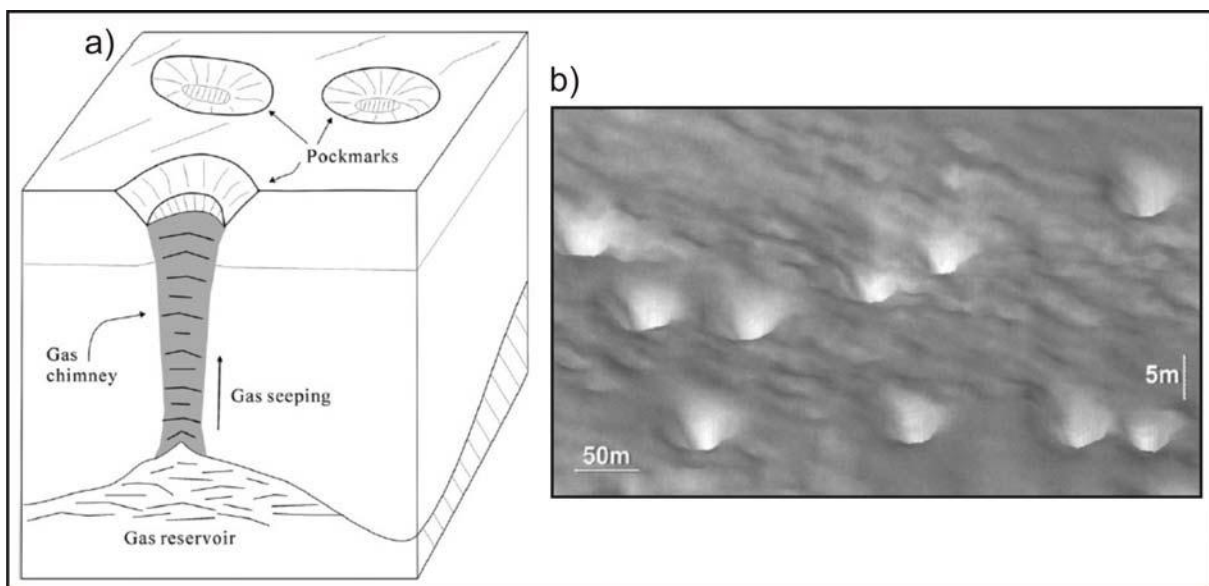 a)
Pockmarks
Gas
chimney
Gas seeping
Gas reservoir
b)
5m
50m